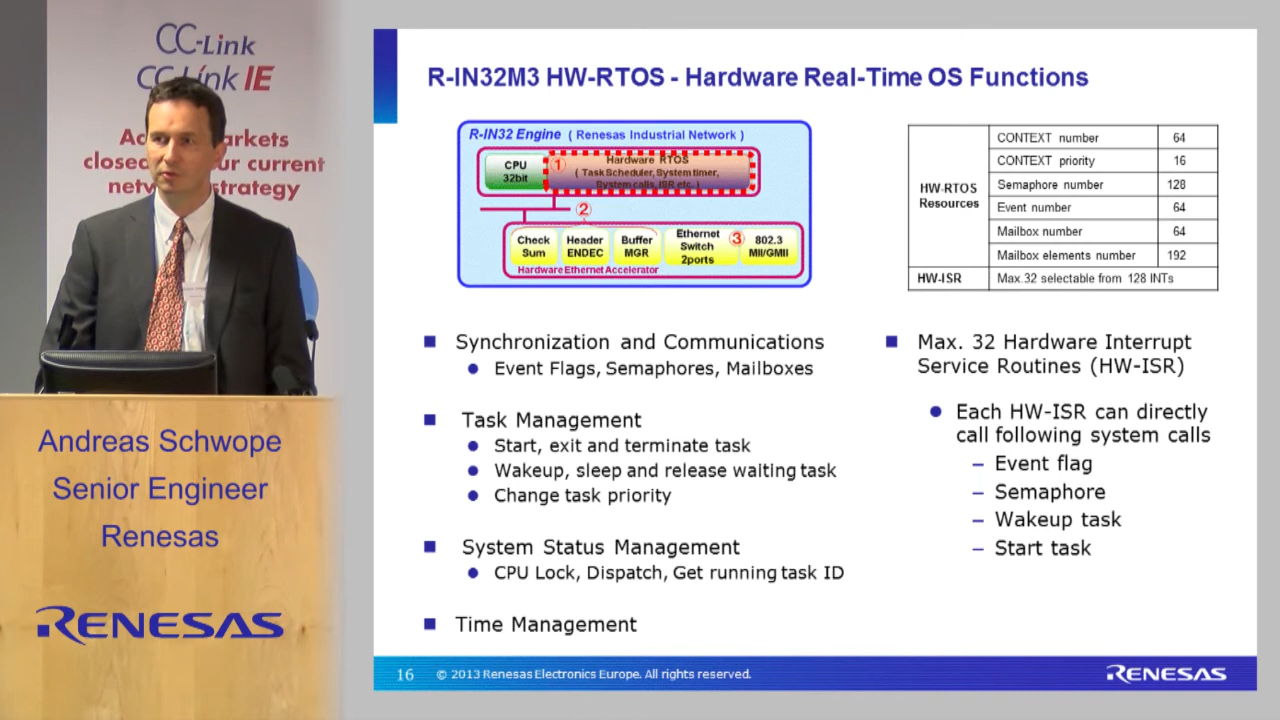 CC-Link
CC-Link IE
Ac
arkets
closed
ur current
net
strategy
Andreas Schwope
Senior Engineer
Renesas
RENESAS
R-IN32M3 HW-RTOS - Hardware Real-Time OS Functions
R-IN32 Engine ( Renesas Industrial Network )
CPU
32bit
1
Hardware RTOS
( Task Scheduler, System timer,
System calls, ISR etc. )
2
Check
Sum
Header
ENDEC
Buffer
MGR
Ethernet
Switch
2ports
3
802.3
MII/GMII
Hardware Ethernet Accelerator
HW-RTOS
Resources
CONTEXT number 64
CONTEXT priority 16
Semaphore number 128
Event number 64
Mailbox number 64
Mailbox elements number 192
HW-ISR Max.32 selectable from 128 INTs
Synchronization and Communications
Event Flags, Semaphores, Mailboxes
Task Management
Start, exit and terminate task
Wakeup, sleep and release waiting task
Change task priority
System Status Management
CPU Lock, Dispatch, Get running task ID
Time Management
Max. 32 Hardware Interrupt
Service Routines (HW-ISR)
Each HW-ISR can directly
call following system calls
– Event flag
– Semaphore
– Wakeup task
– Start task
16 © 2013 Renesas Electronics Europe. All rights reserved.
RENESAS